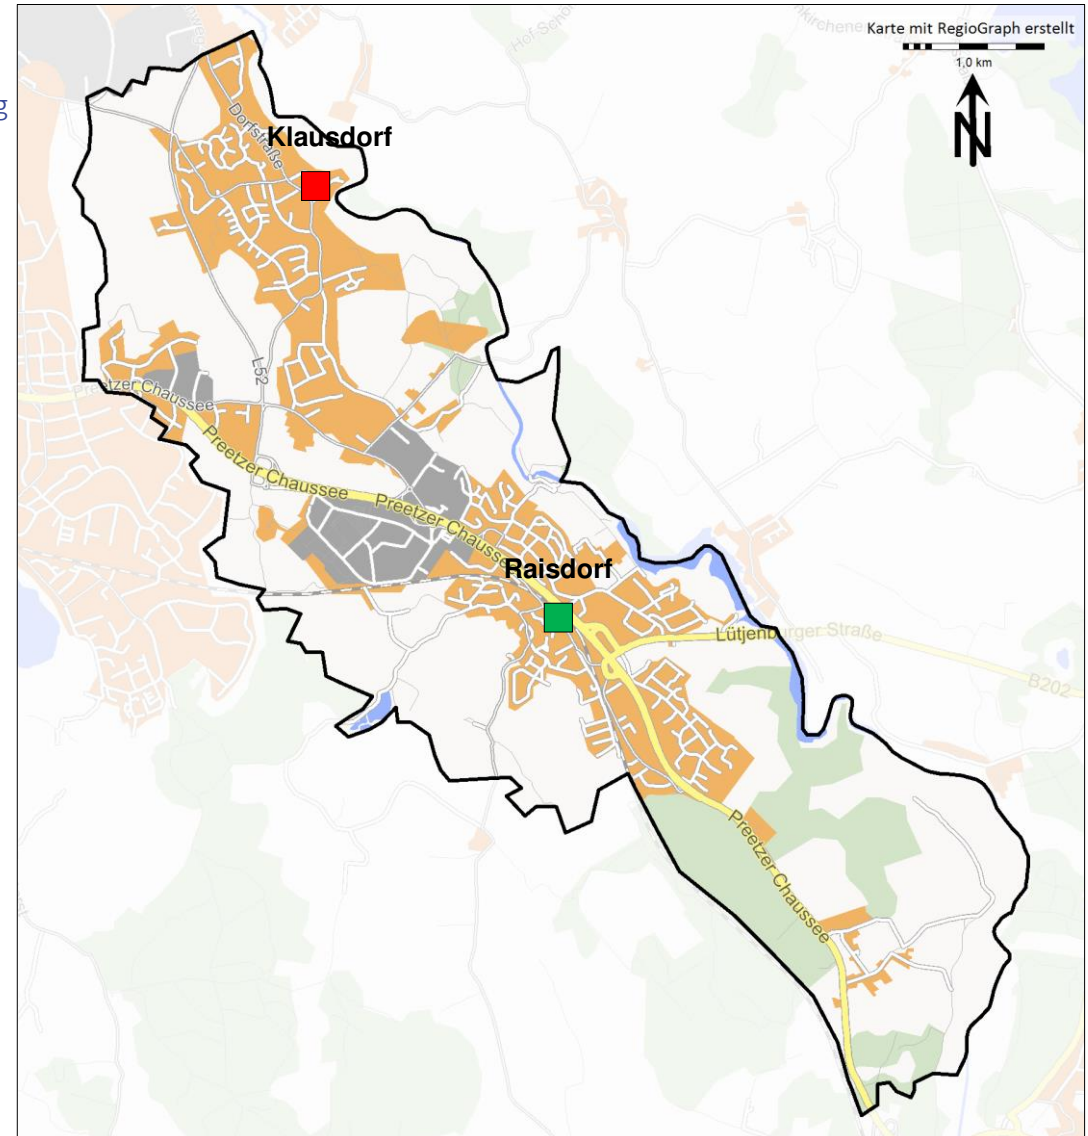 Karte mit RegioGraph erstellt
1,0 km
N
g
Dorfstraße
Klausdorf
L52
Preetzer Chaussee
Preetzer Chaussee
Preetzer Chaussee
Raisdorf
Lütjenburger Straße
B202
Preetzer Chaussee